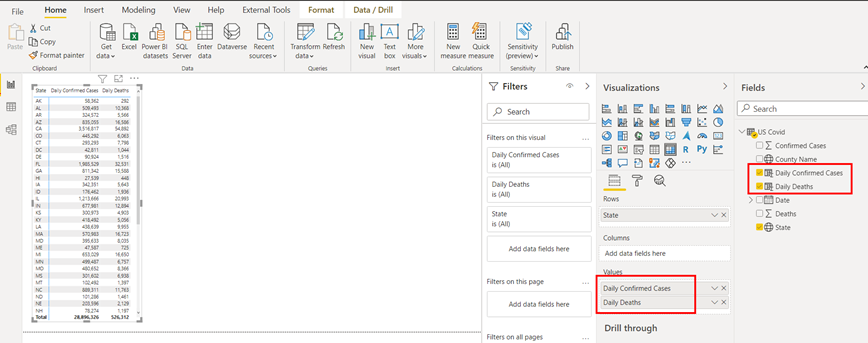 File Home Insert Modeling View Help External Tools Format Data / Drill
Paste
Cut
Copy
Format painter
Clipboard
Get data
Excel
Power BI datasets
SQL Server
Enter data
Dataverse
Recent sources
Data
Transform data
Refresh
Queries
New visual
Text box
More visuals
Insert
New measure
Quick measure
Calculations
Sensitivity (preview)
Sensitivity
Publish
Share
State Daily Confirmed Cases Daily Deaths
AK 58,362 292
AL 509,493 10,368
AR 324,572 5,566
AZ 835,055 16,586
CA 3,516,817 54,892
CO 445,292 6,063
CT 293,293 7,798
DC 42,811 1,044
DE 90,924 1,516
FL 1,988,526 32,531
GA 811,342 15,588
HI 27,539 448
IA 342,351 5,643
ID 176,462 1,936
IL 1,213,666 20,993
IN 677,981 12,894
KS 300,973 4,905
KY 418,492 5,056
LA 438,639 9,955
MA 570,983 16,723
MD 395,633 8,035
ME 47,587 725
MI 653,029 16,650
MN 499,487 6,757
MO 480,652 8,366
MS 301,602 6,938
MT 102,492 1,397
NC 889,311 11,763
ND 101,286 1,461
NE 205,596 2,129
NH 78,274 1,197
Total 28,896,326 526,312
Filters
Search
Filters on this visual
Daily Confirmed Cases
is (All)
Daily Deaths
is (All)
State
is (All)
Add data fields here
Filters on this page
Add data fields here
Filters on all pages
Visualizations
R Py
Rows
State
Columns
Add data fields here
Values
Daily Confirmed Cases
Daily Deaths
Drill through
Fields
Search
US Covid
Confirmed Cases
County Name
Daily Confirmed Cases
Daily Deaths
Date
Deaths
State